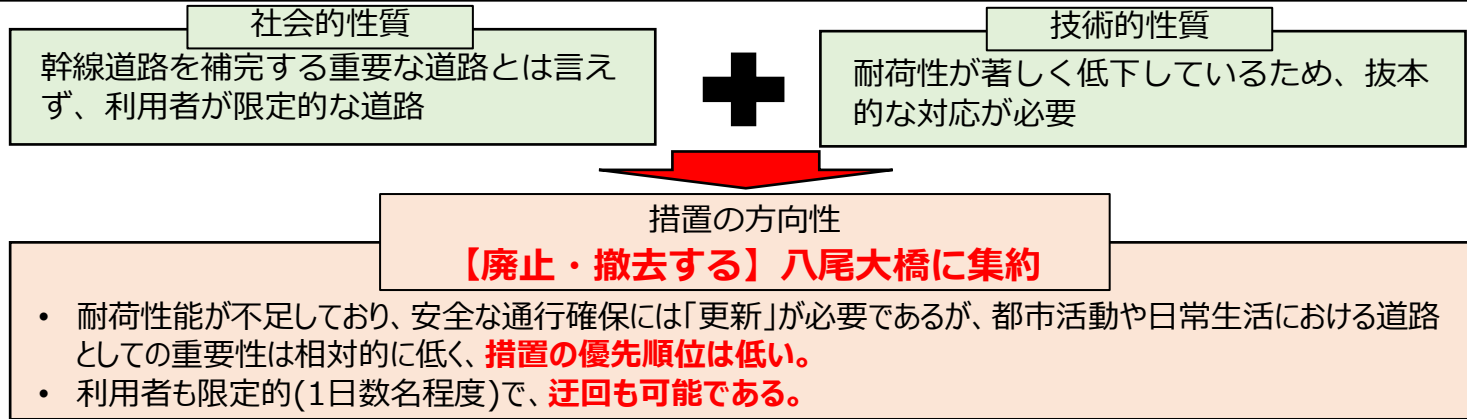 社会的性質
幹線道路を補完する重要な道路とは言え
ず、利用者が限定的な道路
技術的性質
耐荷性が著しく低下しているため、抜本
的な対応が必要
措置の方向性
【廃止・撤去する】八尾大橋に集約
• 耐荷性能が不足しており、安全な通行確保には「更新」が必要であるが、都市活動や日常生活における道路
としての重要性は相対的に低く、措置の優先順位は低い。
• 利用者も限定的(1日数名程度)で、迂回も可能である。